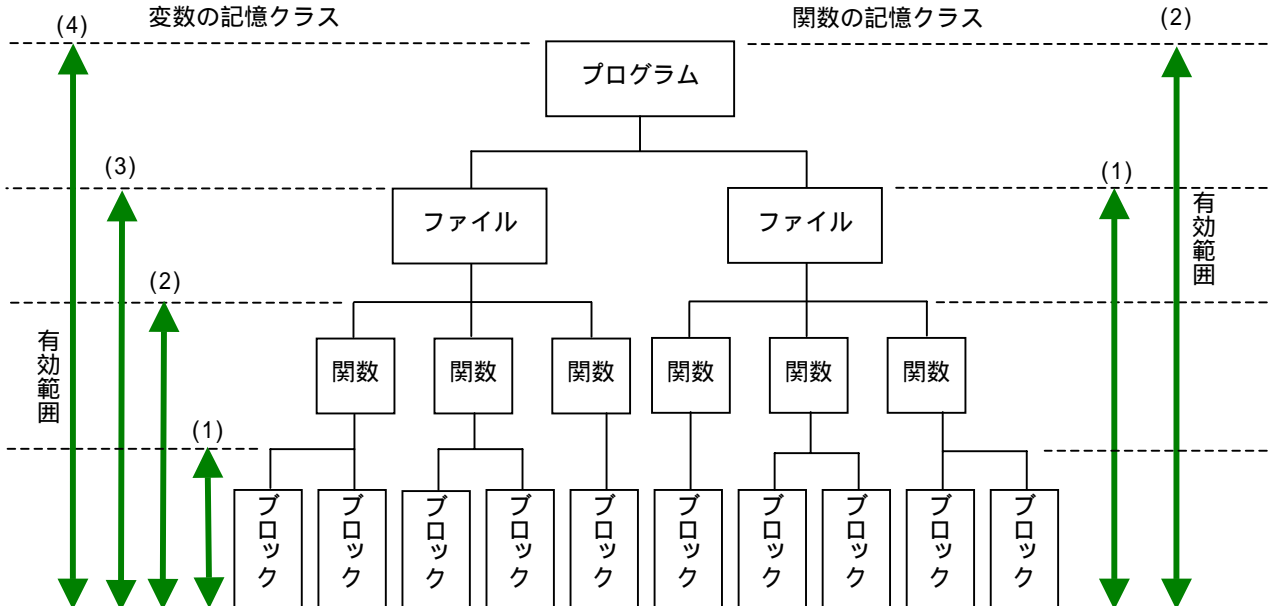 変数の記憶クラス
関数の記憶クラス
(4)
(2)
プログラム
(3)
(1)
ファイル
ファイル
有効範囲
(2)
有効範囲
関数
関数
関数
関数
関数
関数
(1)
ブロック
ブロック
ブロック
ブロック
ブロック
ブロック
ブロック
ブロック
ブロック
ブロック